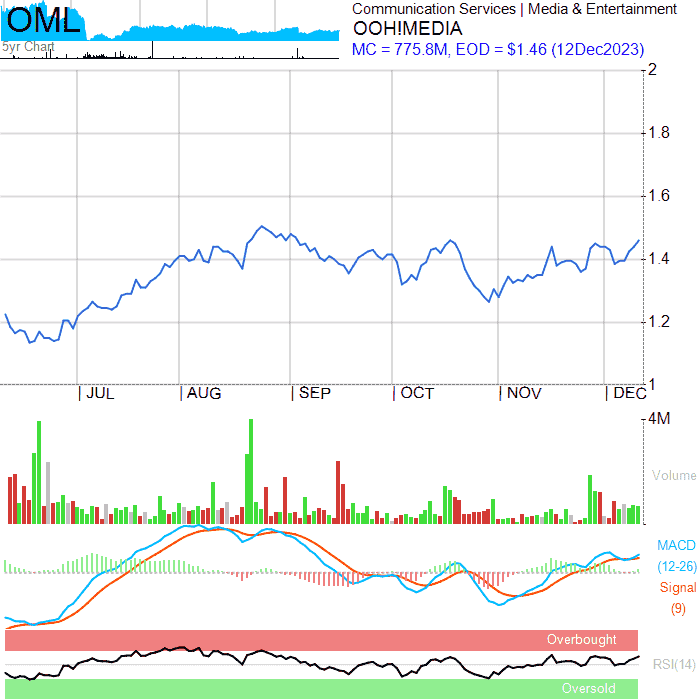 OML
5yr Chart
Communication Services | Media & Entertainment
OOH!MEDIA
MC = 775.8M, EOD = $1.46 (12Dec2023)
2
1.8
1.6
1.4
1.2
1
| JUL | AUG | SEP | OCT | NOV | DEC
4M
Volume
MACD
(12-26)
Signal
(9)
Overbought
RSI(14)
Oversold